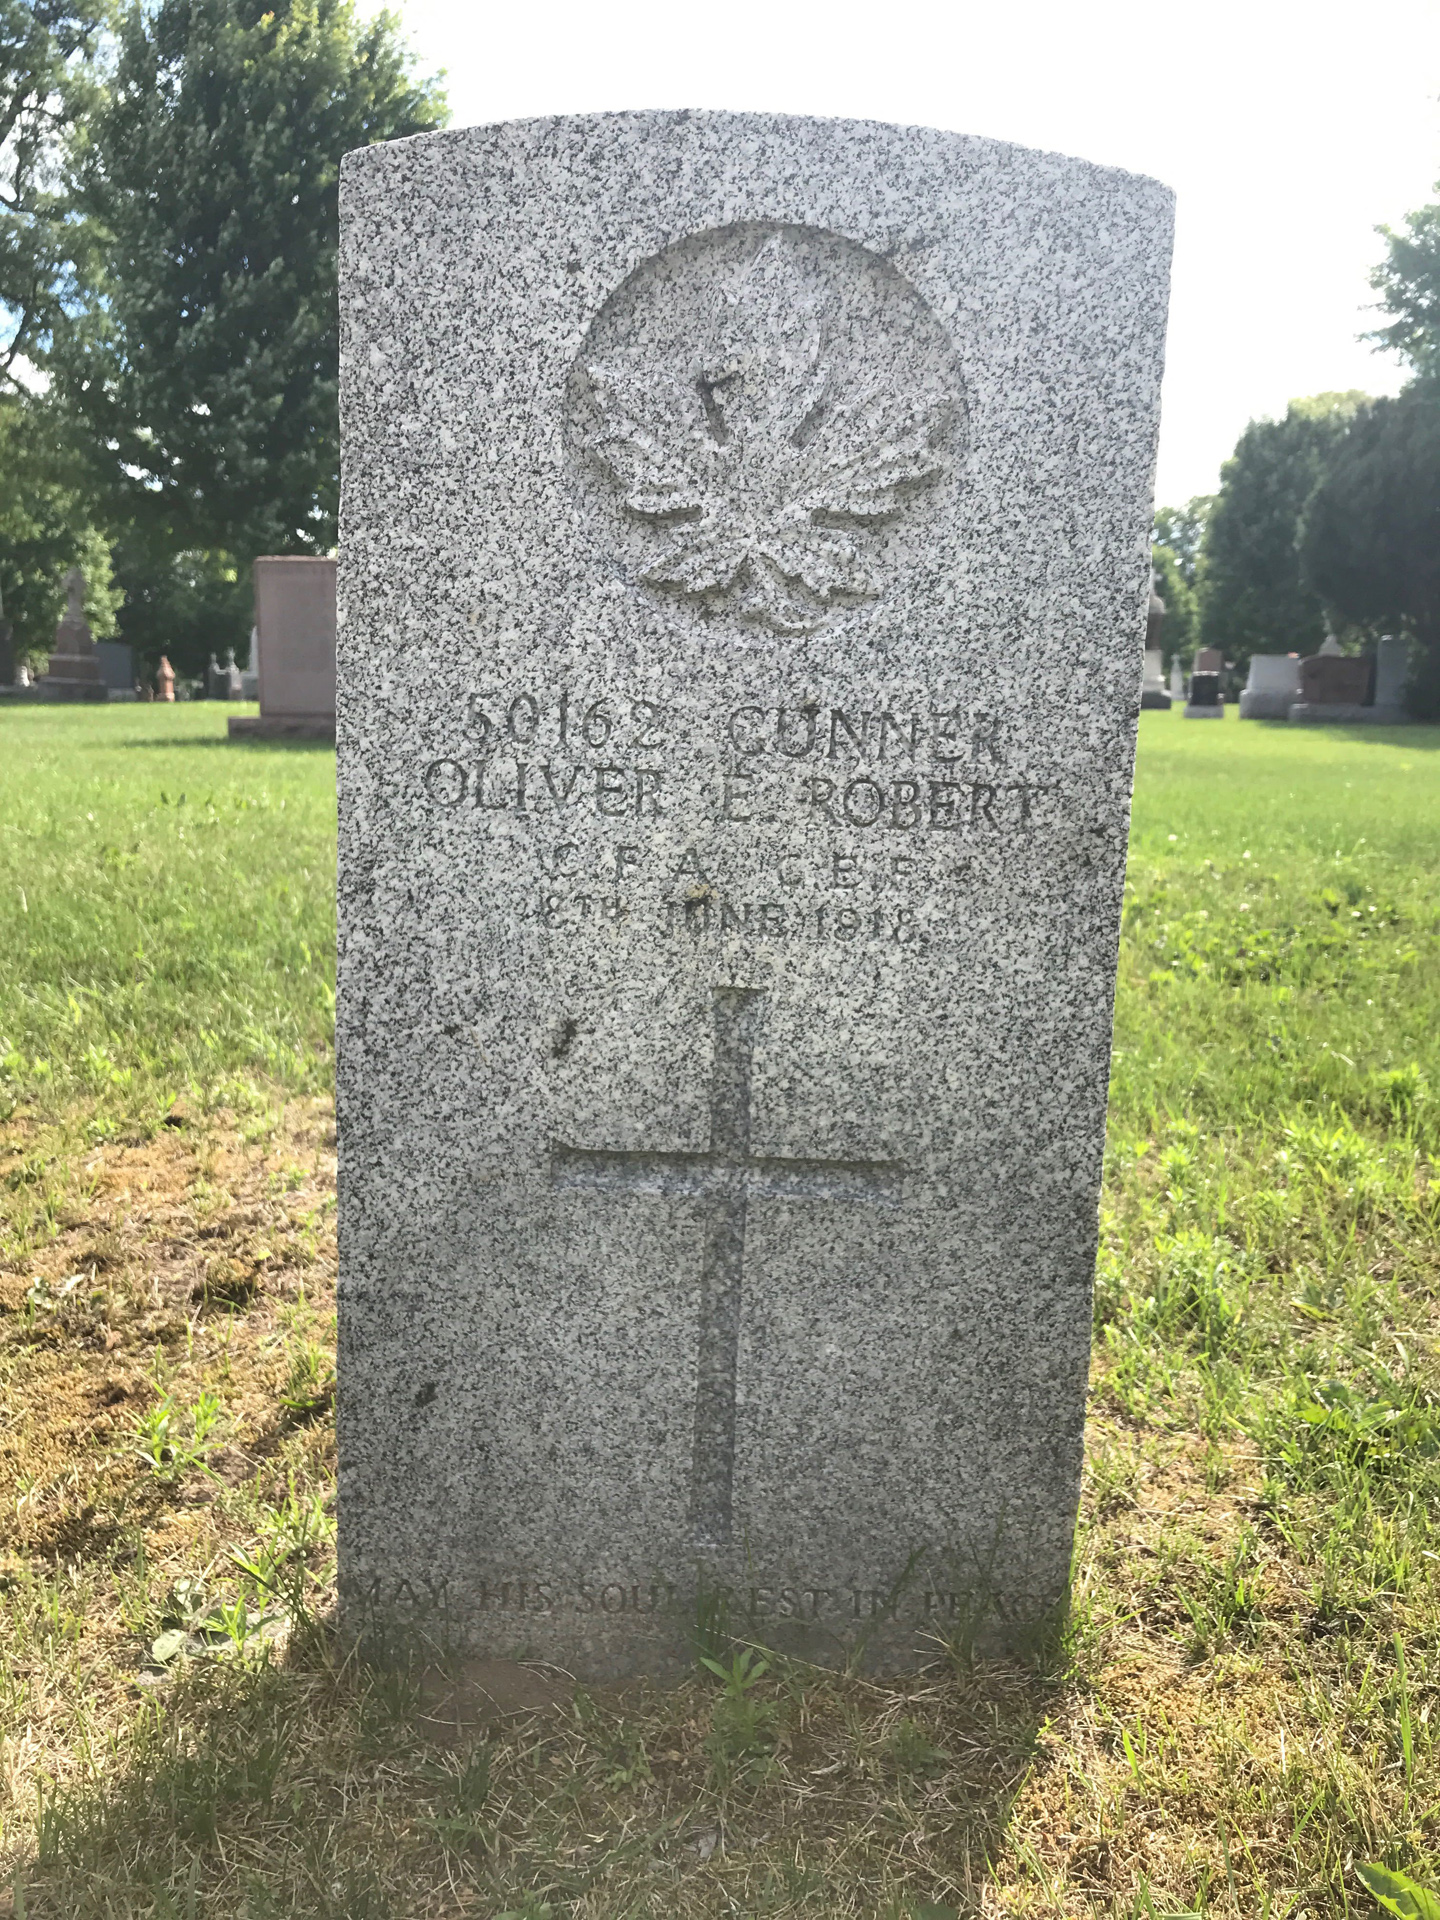 50162 GUNNER
OLIVER E. ROBERT
C.F.A. C.E.F.
8TH JUNE 1918.
MAY HIS SOUL REST IN PEACE